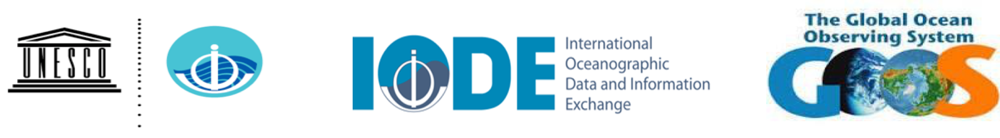 UNESCO
IODE
International
Oceanographic
Data and Information
Exchange
The Global Ocean
Observing System
GOOS